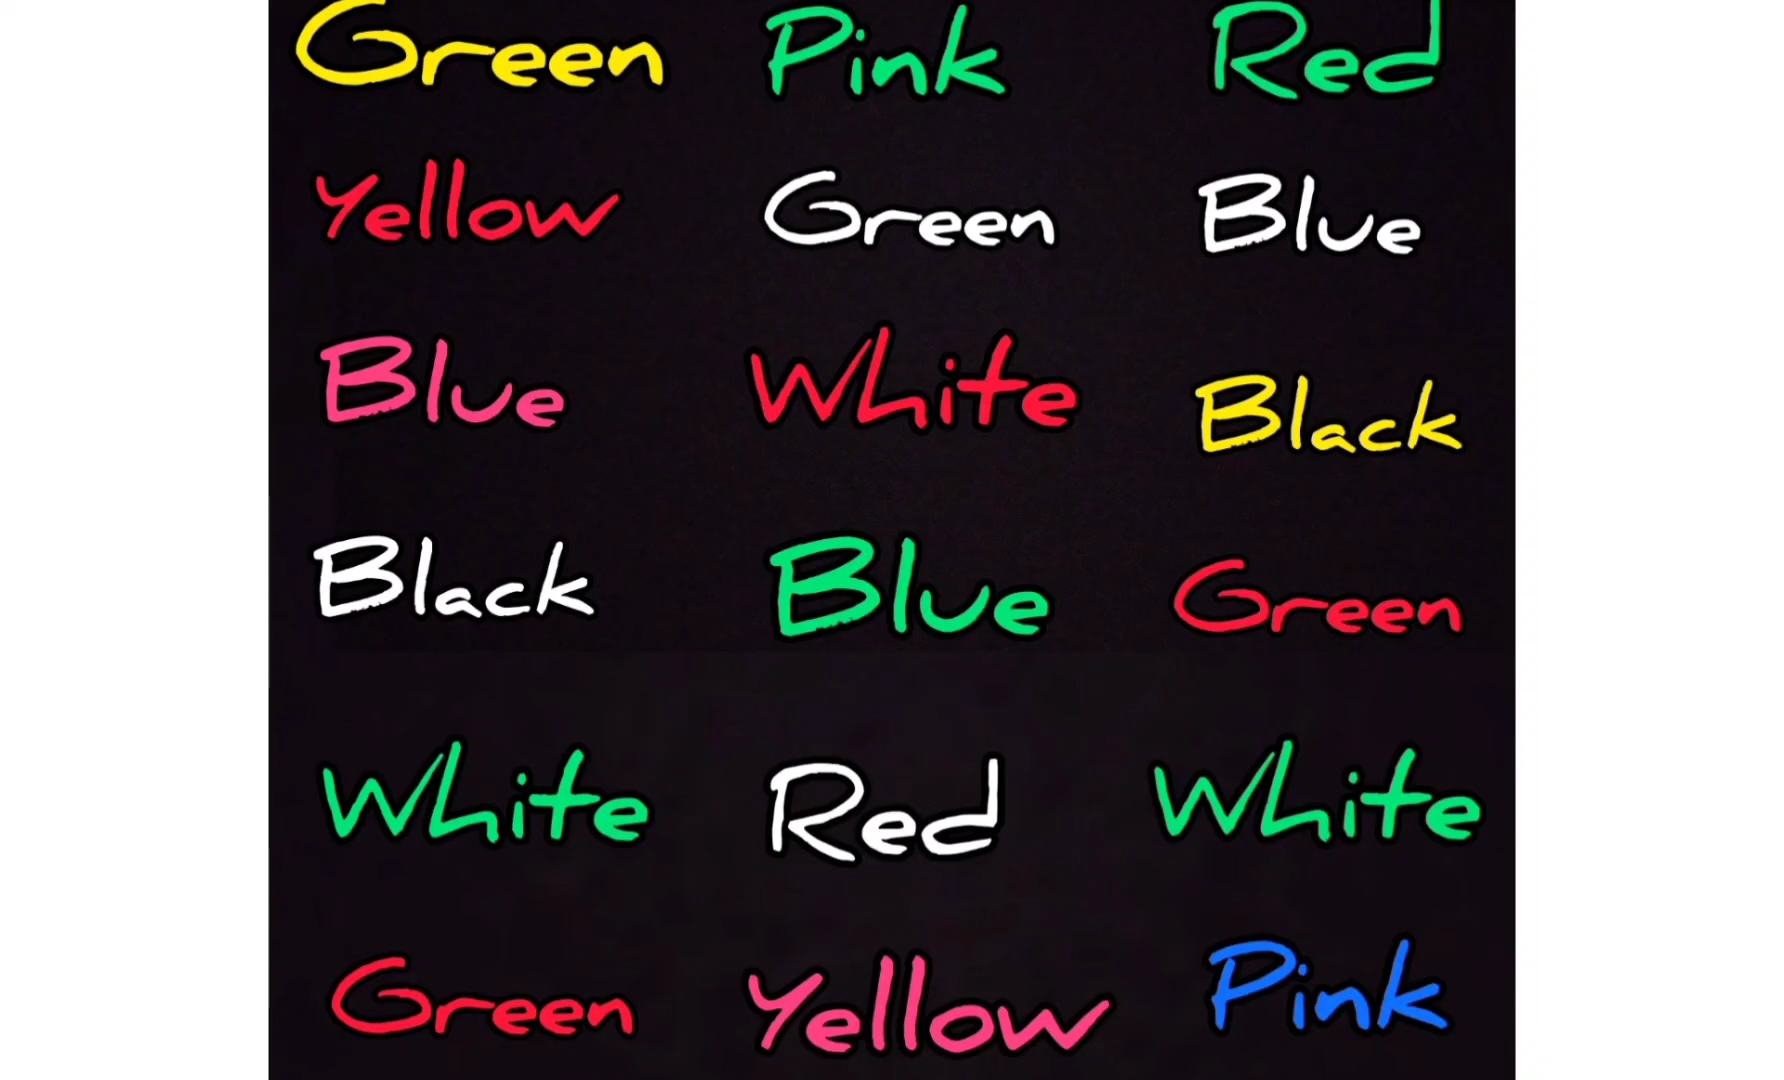 Green Pink Red
Yellow Green Blue
Blue White Black
Black Blue Green
White Red White
Green Yellow Pink